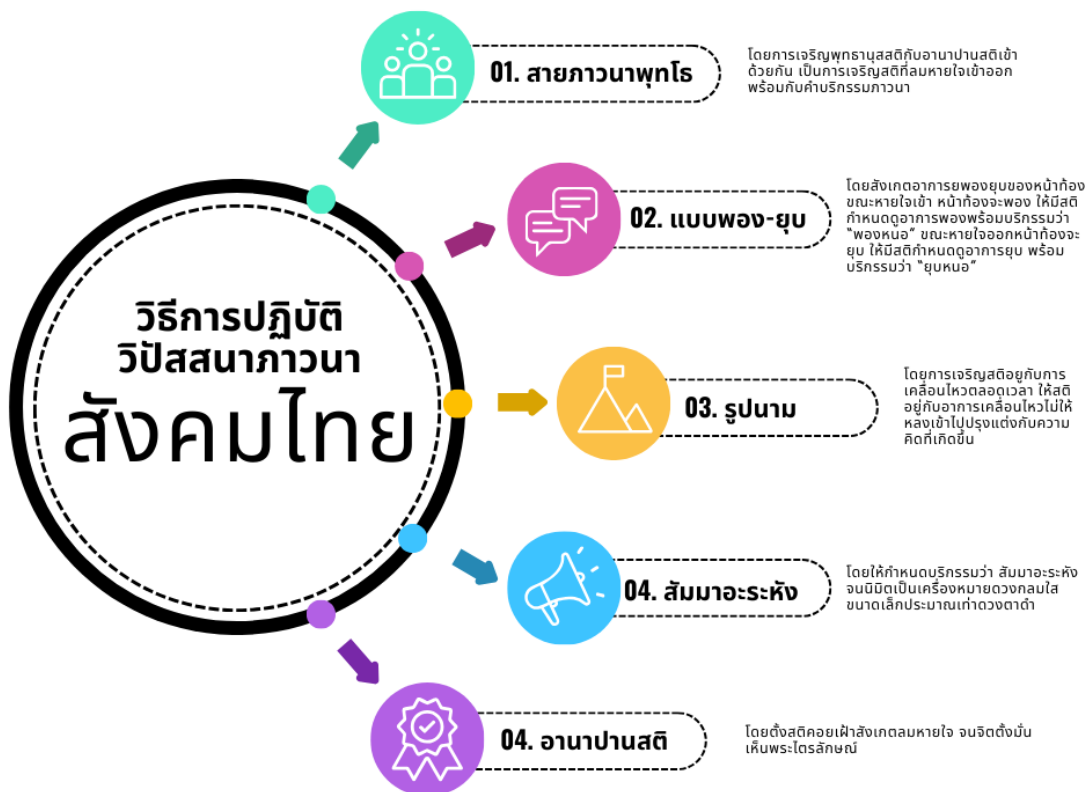 วิธีการปฏิบัติ
วิปัสสนาภาวนา
สังคมไทย
01. สายภาวนาพุทโธ
โดยการเจริญพุทธานุสสติกับอานาปานสติเข้า
ด้วยกัน เป็นการเจริญสติที่ลมหายใจเข้าออก
พร้อมกับคำบริกรรมภาวนา
02. แบบพอง-ยุบ
โดยสังเกตอาการยพองยุบของหน้าท้อง
ขณะหายใจเข้า หน้าท้องจะพอง ให้มีสติ
กำหนดดูอาการพองพร้อมบริกรรมว่า
“พองหนอ” ขณะหายใจออกหน้าท้องจะ
ยุบ ให้มีสติกำหนดดูอาการยุบ พร้อม
บริกรรมว่า “ยุบหนอ”
03. รูปนาม
โดยการเจริญสติอยู่กับการ
เคลื่อนไหวตลอดเวลา ให้สติ
อยู่กับอาการเคลื่อนไหวไม่ให้
หลงเข้าไปปรุงแต่งกับความ
คิดที่เกิดขึ้น
04. สัมมาอะระหัง
โดยให้กำหนดบริกรรมว่า สัมมาอะระหัง
จนนิมิตเป็นเครื่องหมายดวงกลมใส
ขนาดเล็กประมาณเท่าดวงตาดำ
04. อานาปานสติ
โดยตั้งสติคอยเฝ้าสังเกตลมหายใจ จนจิตตั้งมั่น
เห็นพระไตรลักษณ์